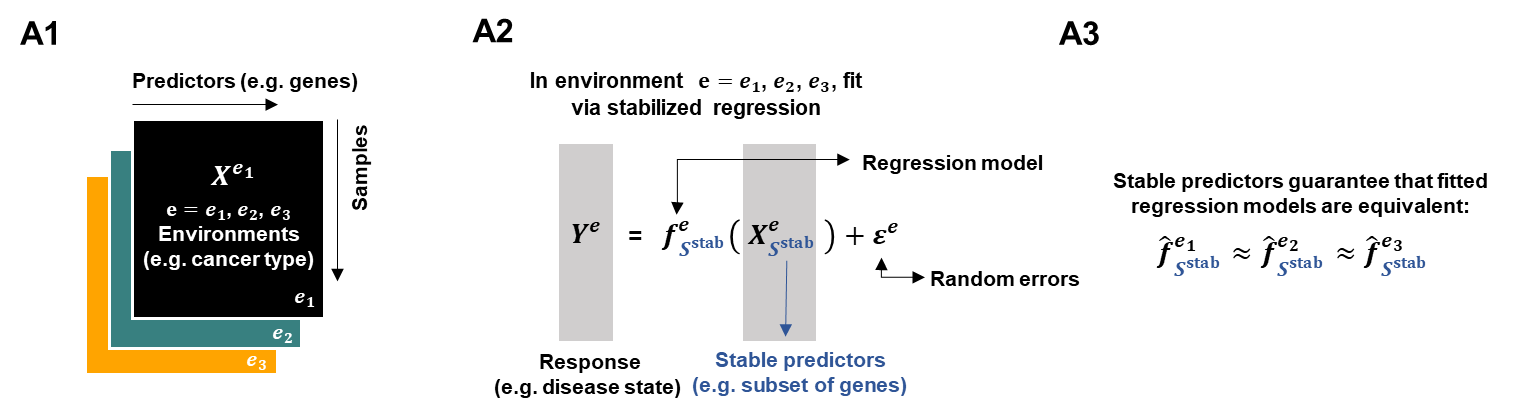 A1
Predictors (e.g. genes)
Samples
X^{e_1}
e = e_1, e_2, e_3
Environments
(e.g. cancer type)
e_1
e_2
e_3
A2
In environment e = e_1, e_2, e_3, fit
via stabilized regression
Regression model
Y^e = f^e_{S^{stab}} ( X^e_{S^{stab}} ) + ε^e
Random errors
Response
(e.g. disease state)
Stable predictors
(e.g. subset of genes)
A3
Stable predictors guarantee that fitted
regression models are equivalent:
f̂^{e_1}_{S^{stab}} ≈ f̂^{e_2}_{S^{stab}} ≈ f̂^{e_3}_{S^{stab}}